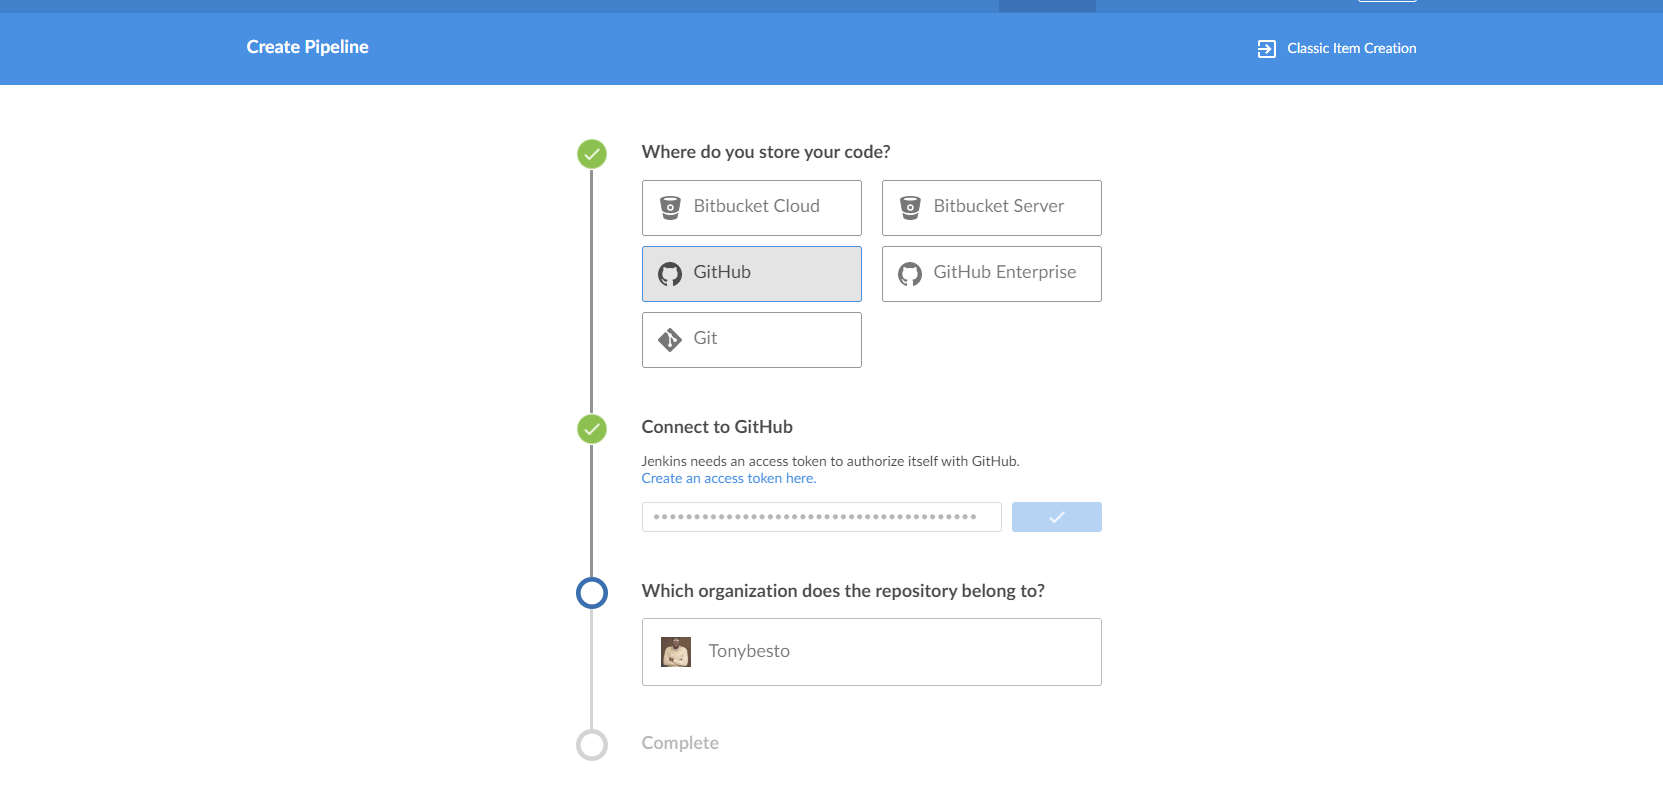 Create Pipeline
Classic Item Creation
Where do you store your code?
Bitbucket Cloud
Bitbucket Server
GitHub
GitHub Enterprise
Git
Connect to GitHub
Jenkins needs an access token to authorize itself with GitHub.
Create an access token here.
Which organization does the repository belong to?
Tonybesto
Complete